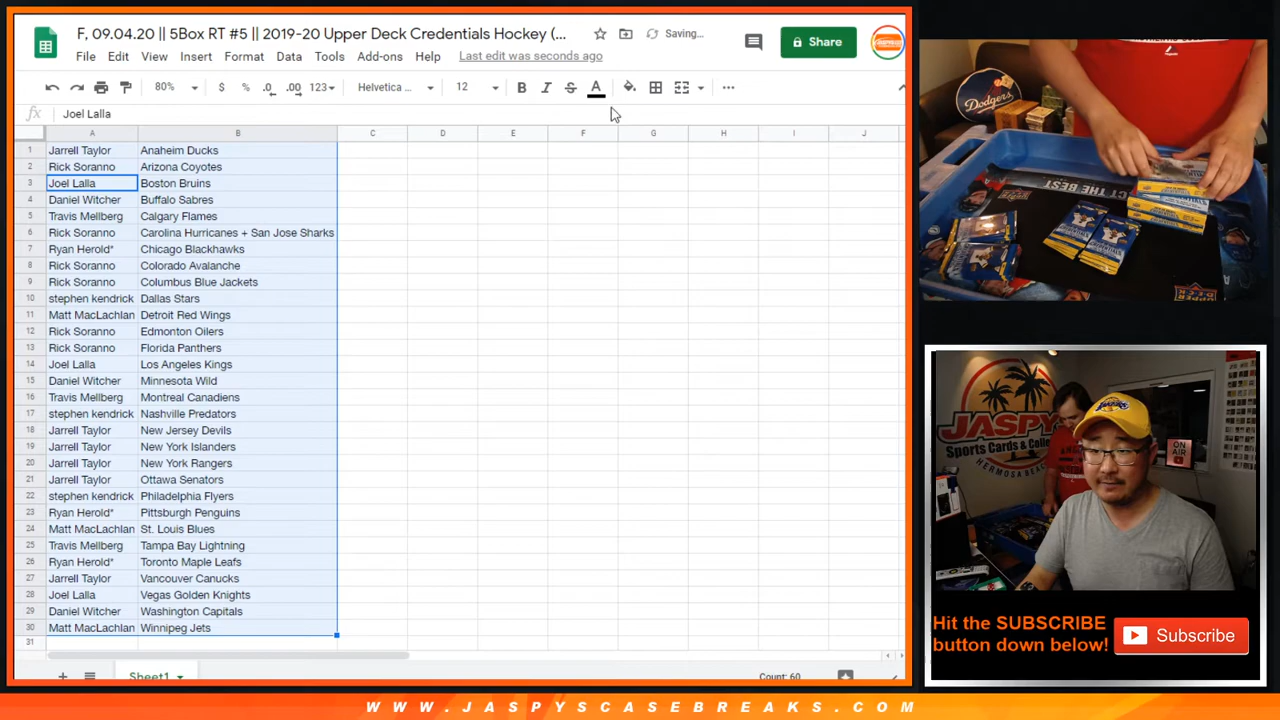 F, 09.04.20 || 5Box RT #5 || 2019-20 Upper Deck Credentials Hockey (...
Saving...
Share
File Edit View Insert Format Data Tools Add-ons Help Last edit was seconds ago
80% $ % .0 .00 123 Helvetica ... 12 B I S A
fx Joel Lalla
A B C D E F G H I J
1 Jarrell Taylor Anaheim Ducks
2 Rick Soranno Arizona Coyotes
3 Joel Lalla Boston Bruins
4 Daniel Witcher Buffalo Sabres
5 Travis Mellberg Calgary Flames
6 Rick Soranno Carolina Hurricanes + San Jose Sharks
7 Ryan Herold* Chicago Blackhawks
8 Rick Soranno Colorado Avalanche
9 Rick Soranno Columbus Blue Jackets
10 stephen kendrick Dallas Stars
11 Matt MacLachlan Detroit Red Wings
12 Rick Soranno Edmonton Oilers
13 Rick Soranno Florida Panthers
14 Joel Lalla Los Angeles Kings
15 Daniel Witcher Minnesota Wild
16 Travis Mellberg Montreal Canadiens
17 stephen kendrick Nashville Predators
18 Jarrell Taylor New Jersey Devils
19 Jarrell Taylor New York Islanders
20 Jarrell Taylor New York Rangers
21 Jarrell Taylor Ottawa Senators
22 stephen kendrick Philadelphia Flyers
23 Ryan Herold* Pittsburgh Penguins
24 Matt MacLachlan St. Louis Blues
25 Travis Mellberg Tampa Bay Lightning
26 Ryan Herold* Toronto Maple Leafs
27 Jarrell Taylor Vancouver Canucks
28 Joel Lalla Vegas Golden Knights
29 Daniel Witcher Washington Capitals
30 Matt MacLachlan Winnipeg Jets
31
Sheet1
Count: 60
Dodgers
JASPY'S
Sports Cards & Colle
HERMOSA BEAC
ON AIR
Hit the SUBSCRIBE
button down below!
Subscribe
WWW.JASPYSCASEBREAKS.COM